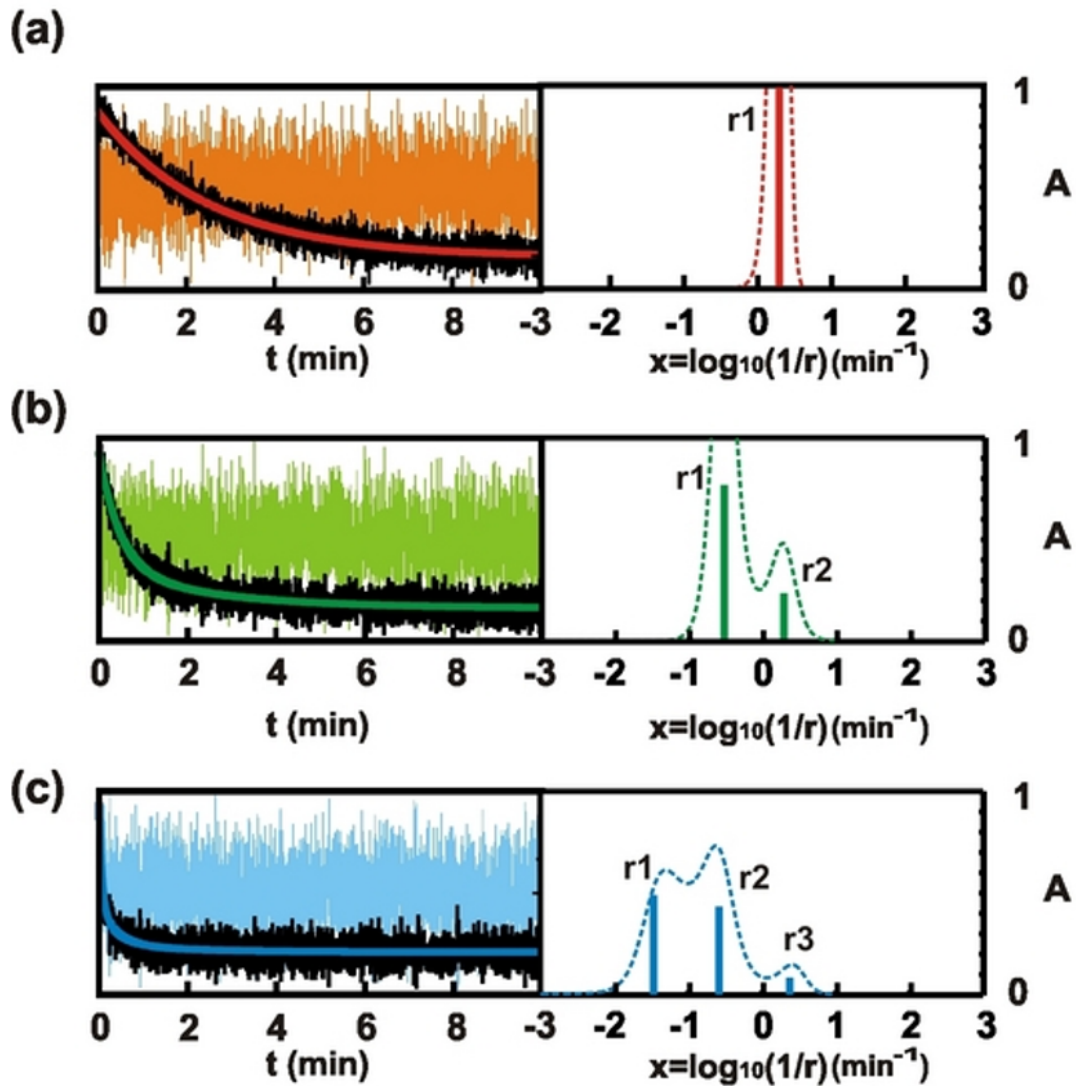 (a)
r1
1
A
0
0 2 4 6 8 -3 -2 -1 0 1 2 3
t (min) x=log₁₀(1/r)(min⁻¹)
(b)
r1
r2
1
A
0
0 2 4 6 8 -3 -2 -1 0 1 2 3
t (min) x=log₁₀(1/r)(min⁻¹)
(c)
r1
r2
r3
1
A
0
0 2 4 6 8 -3 -2 -1 0 1 2 3
t (min) x=log₁₀(1/r)(min⁻¹)